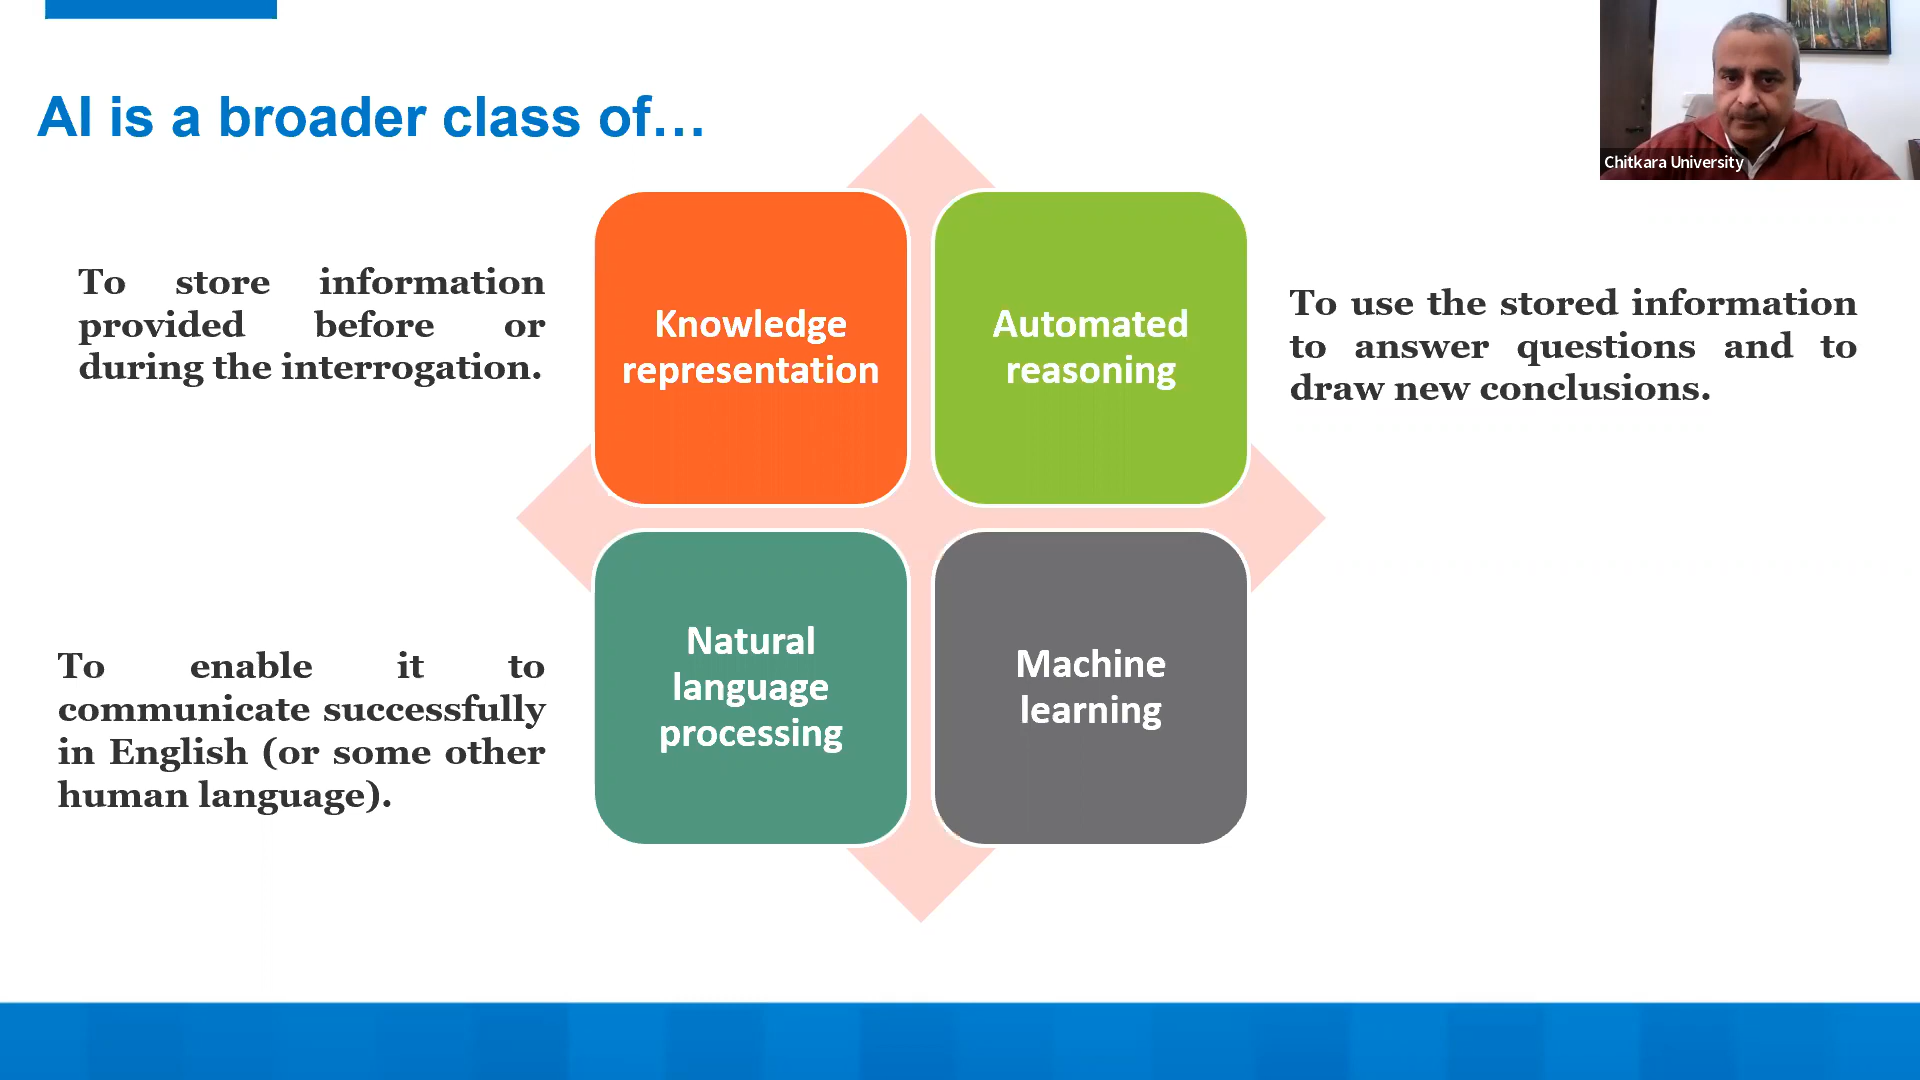 AI is a broader class of…
Chitkara University
To store information
provided before or
during the interrogation.
Knowledge
representation
Automated
reasoning
To use the stored information
to answer questions and to
draw new conclusions.
To enable it to
communicate successfully
in English (or some other
human language).
Natural
language
processing
Machine
learning